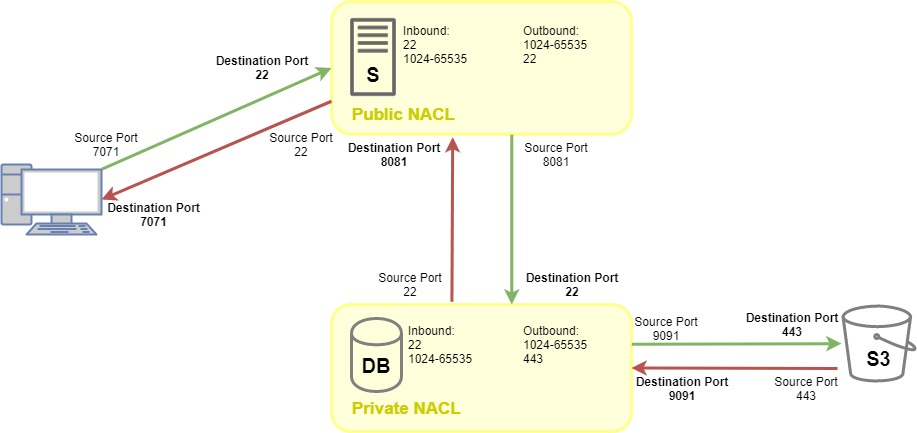 Inbound:
22
1024-65535
Outbound:
1024-65535
22
S
Public NACL
Destination Port
22
Source Port
7071
Source Port
22
Destination Port
7071
Destination Port
8081
Source Port
8081
Source Port
22
Destination Port
22
Inbound:
22
1024-65535
Outbound:
1024-65535
443
DB
Private NACL
Source Port
9091
Destination Port
443
S3
Destination Port
9091
Source Port
443